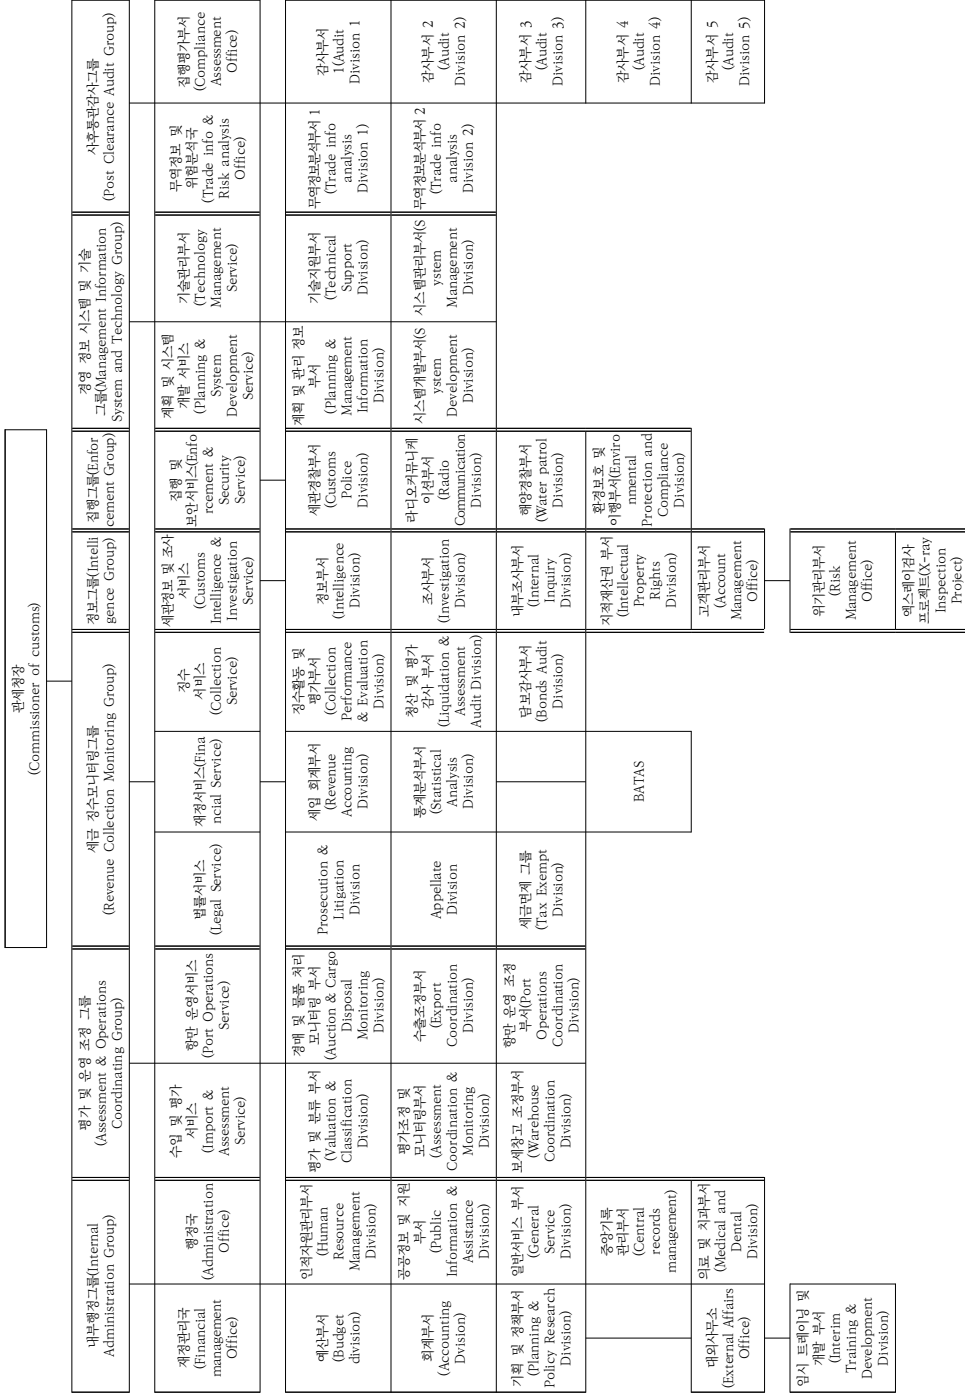 관세청장
(Commissioner of customs)
내부행정그룹(Internal
Administration Group)
평가 및 운영 조정 그룹
(Assessment & Operations
Coordinating Group)
세금 징수모니터링그룹
(Revenue Collection Monitoring Group)
정보그룹(Intelli
gence Group)
집행그룹(Enfor
cement Group)
경영 정보 시스템 및 기술
그룹(Management Information
System and Technology Group)
사후통관감사그룹
(Post Clearance Audit Group)
재정관리국
(Financial
management
Office)
행정국
(Administration
Office)
수입 및 평가
서비스
(Import &
Assessment
Service)
항만 운영서비스
(Port Operations
Service)
법률서비스
(Legal Service)
재정서비스(Fina
ncial Service)
징수
서비스
(Collection
Service)
세관정보 및 조사
서비스
(Customs
Intelligence &
Investigation
Service)
집행 및
보안서비스(Enfo
rcement &
Security
Service)
계획 및 시스템
개발 서비스
(Planning &
System
Development
Service)
기술관리부서
(Technology
Management
Service)
무역정보 및
위험분석국
(Trade info &
Risk analysis
Office)
집행평가부서
(Compliance
Assessment
Office)
예산부서
(Budget
division)
인적자원관리부서
(Human
Resource
Management
Division)
평가 및 분류 부서
(Valuation &
Classification
Division)
경매 및 물품 처리
모니터링 부서
(Auction & Cargo
Disposal
Monitoring
Division)
Prosecution &
Litigation
Division
세입 회계부서
(Revenue
Accounting
Division)
징수활동 및
평가부서
(Collection
Performance
& Evaluation
Division)
정보부서
(Intelligence
Division)
세관경찰부서
(Customs
Police
Division)
계획 및 관리 정보
부서
(Planning &
Management
Information
Division)
기술지원부서
(Technical
Support
Division)
무역정보분석부서 1
(Trade info
analysis
Division 1)
감사부서
1(Audit
Division 1
회계부서
(Accounting
Dvision)
공공정보 및 지원
부서
(Public
Information &
Assistance
Division)
평가조정 및
모니터링부서
(Assessment
Coordination &
Monitoring
Division)
수출조정부서
(Export
Coordination
Division)
Appellate
Division
통계분석부서
(Statistical
Analysis
Division)
청산 및 평가
감사 부서
(Liquidation &
Assessment
Audit Division)
조사부서
(Investigation
Division)
라디오커뮤니케
이션부서
(Radio
Communication
Division)
시스템개발부서(S
ystem
Development
Division)
시스템관리부서(S
ystem
Management
Division)
무역정보분석부서 2
(Trade info
analysis
Division 2)
감사부서 2
(Audit
Division 2)
기획 및 정책부서
(Planning &
Policy Research
Division)
일반서비스 부서
(General
Service
Division)
보세창고 조정부서
(Warehouse
Coordination
Division)
항만 운영 조정
부서(Port
Operations
Coordination
Division)
세금면제 그룹
(Tax Exempt
Division)
담보감사부서
(Bonds Audit
Division)
내부조사부서
(Internal
Inquiry
Division)
해양경찰부서
(Water patrol
Division)
감사부서 3
(Audit
Division 3)
중앙기록
관리부서
(Central
records
management)
BATAS
지적재산권 부서
(Intellectual
Property
Rights
Division)
환경보호 및
이행부서(Enviro
nmental
Protection and
Compliance
Division)
감사부서 4
(Audit
Division 4)
대외사무소
(External Affairs
Office)
의료 및 치과부서
(Medical and
Dental
Division)
고객관리부서
(Account
Management
Office)
감사부서 5
(Audit
Division 5)
임시 트레이닝 및
개발 부서
(Interim
Training &
Development
Division)
위기관리부서
(Risk
Management
Office)
엑스레이검사
프로젝트(X-ray
Inspection
Project)